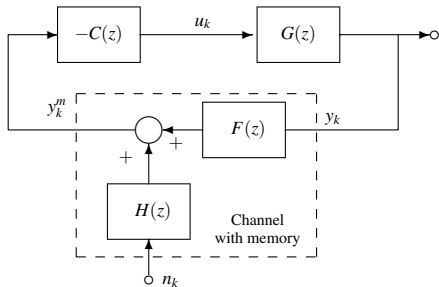 −C(z)
u_k
G(z)
y_k^m
F(z)
y_k
+
+
H(z)
Channel
with memory
n_k